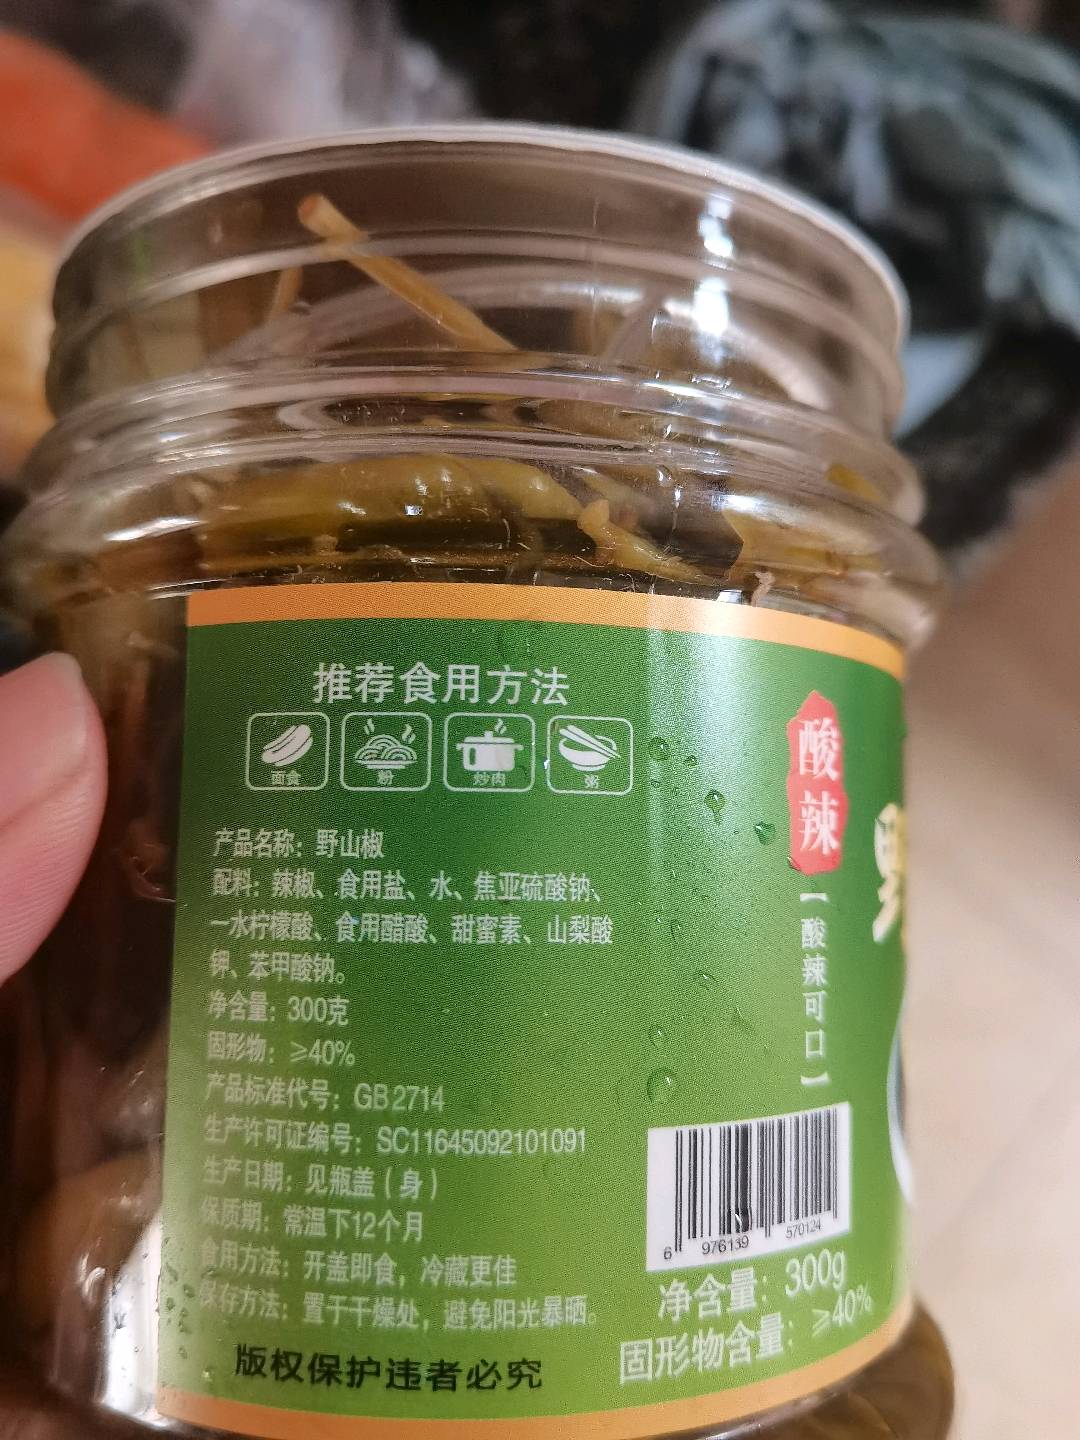 推荐食用方法
面食 粉 炒肉 粥
产品名称：野山椒
配料：辣椒、食用盐、水、焦亚硫酸钠、
一水柠檬酸、食用醋酸、甜蜜素、山梨酸
钾、苯甲酸钠。
净含量：300克
固形物：≥40%
产品标准代号：GB2714
生产许可证编号：SC11645092101091
生产日期：见瓶盖（身）
保质期：常温下12个月
食用方法：开盖即食，冷藏更佳
保存方法：置于干燥处，避免阳光暴晒。
版权保护违者必究
酸辣
【酸辣可口】
6 976139 570124
净含量：300g
固形物含量：≥40%